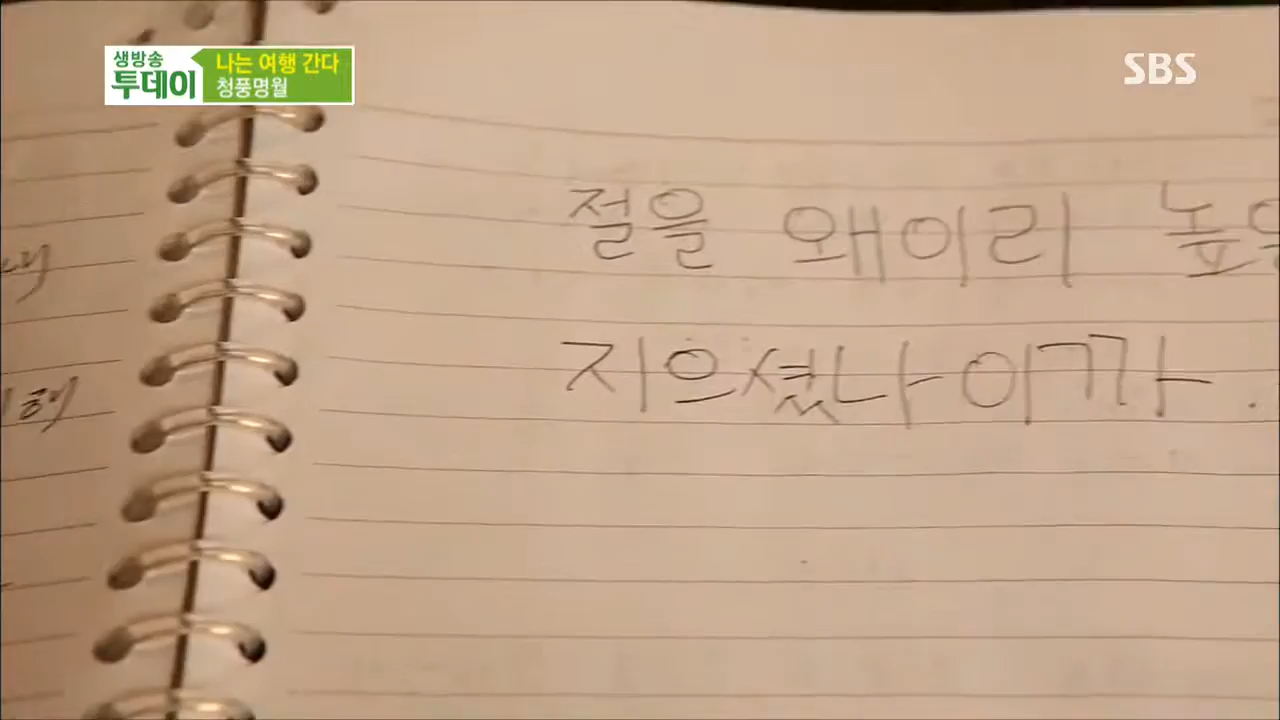 생방송 투데이
나는 여행 간다
청풍명월
SBS
절을 왜이리
지으셨나이까.